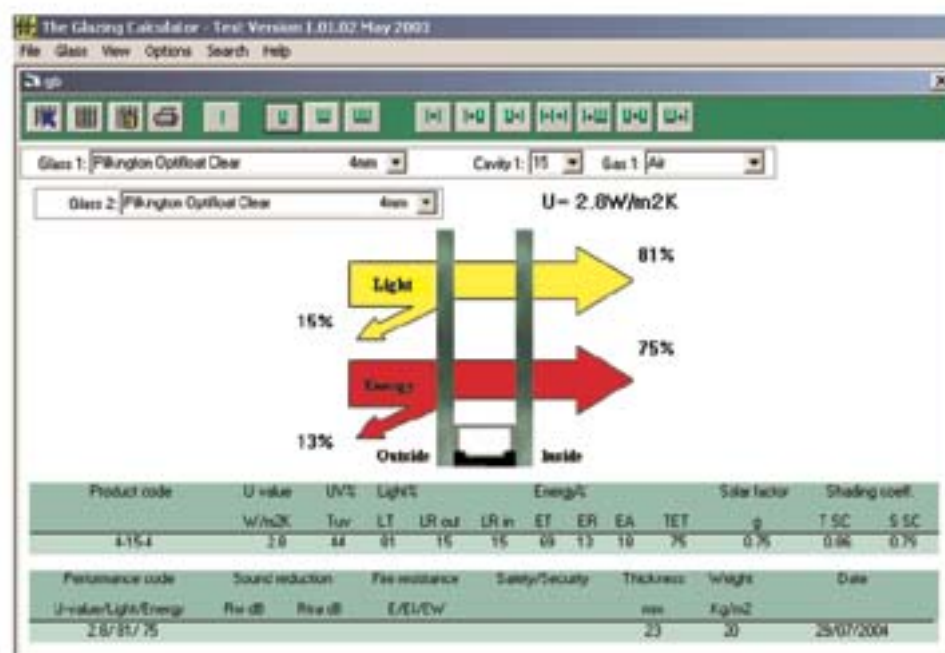 The Glazing Calculator - Test Version 1.01.02 May 2003
File Glass View Options Search Help
gb
Glass 1: Pilkington Optifloat Clear 4mm Cavity 1: 15 Gas 1: Air
Glass 2: Pilkington Optifloat Clear 4mm U= 2.8W/m2K
81%
Light
15%
75%
Energy
13%
Outside Inside
Product code U value UV% Light% Energy% Solar factor Shading coeff.
W/m2K Tuv LT LR out LR in ET ER EA TET g T SC S SC
4-15-4 2.8 44 81 15 15 69 13 18 75 0.75 0.86 0.79
Performance code Sound reduction Fire resistance Safety/Security Thickness Weight Date
U-value/Light/Energy Rw dB Rtra dB E/EI/EW mm Kg/m2
2.8/ 81/ 75 23 20 29/07/2004